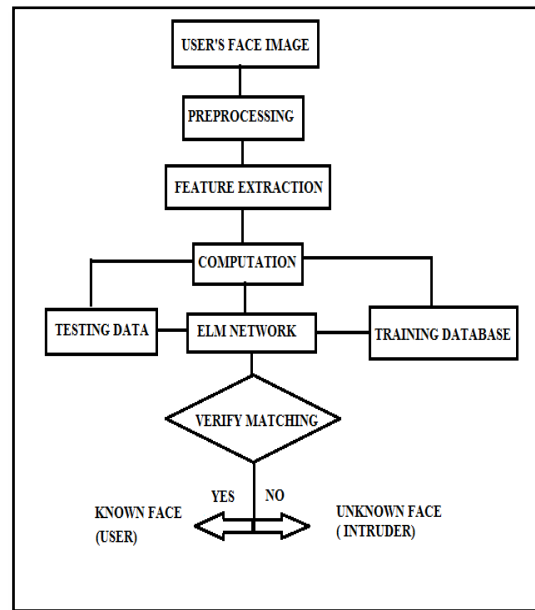 USER'S FACE IMAGE
PREPROCESSING
FEATURE EXTRACTION
COMPUTATION
TESTING DATA
ELM NETWORK
TRAINING DATABASE
VERIFY MATCHING
YES
NO
KNOWN FACE
(USER)
UNKNOWN FACE
( INTRUDER)